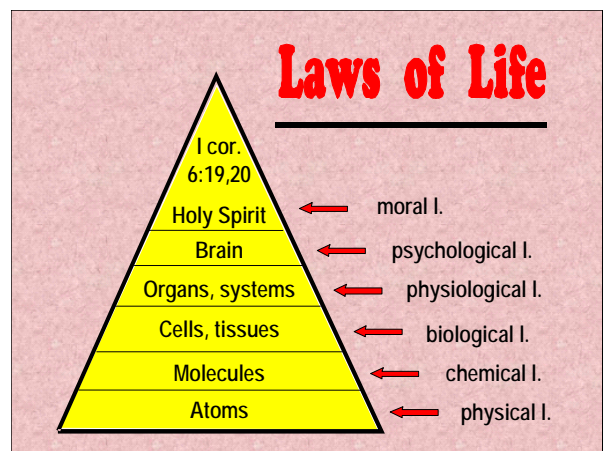 Laws of Life
I cor.
6:19,20
Holy Spirit
moral l.
Brain
psychological l.
Organs, systems
physiological l.
Cells, tissues
biological l.
Molecules
chemical l.
Atoms
physical l.